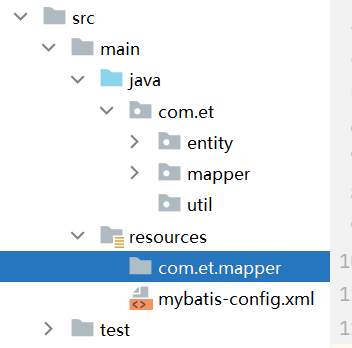 src
main
java
com.et
entity
mapper
util
resources
com.et.mapper
mybatis-config.xml
test